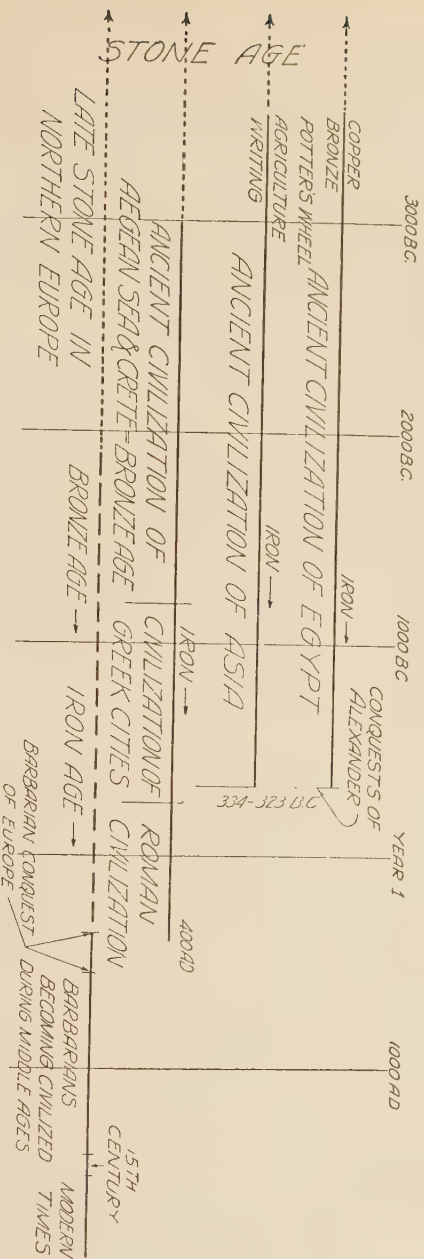 3000 B.C.
2000 B.C.
1000 BC
YEAR 1
1000 AD
STONE AGE
COPPER
BRONZE
POTTER'S WHEEL
IRON →
CONQUESTS OF
ALEXANDER
ANCIENT CIVILIZATION OF EGYPT
AGRICULTURE
WRITING
IRON →
334-323 B.C
ANCIENT CIVILIZATION OF ASIA
IRON →
400 AD
ANCIENT CIVILIZATION OF
AEGEAN SEA & CRETE = BRONZE AGE
CIVILIZATION OF
GREEK CITIES
ROMAN
CIVILIZATION
15TH
CENTURY
LATE STONE AGE IN
NORTHERN EUROPE
BRONZE AGE →
IRON AGE →
BARBARIAN CONQUEST
OF EUROPE
BARBARIANS
BECOMING CIVILIZED
DURING MIDDLE AGES
MODERN
TIMES